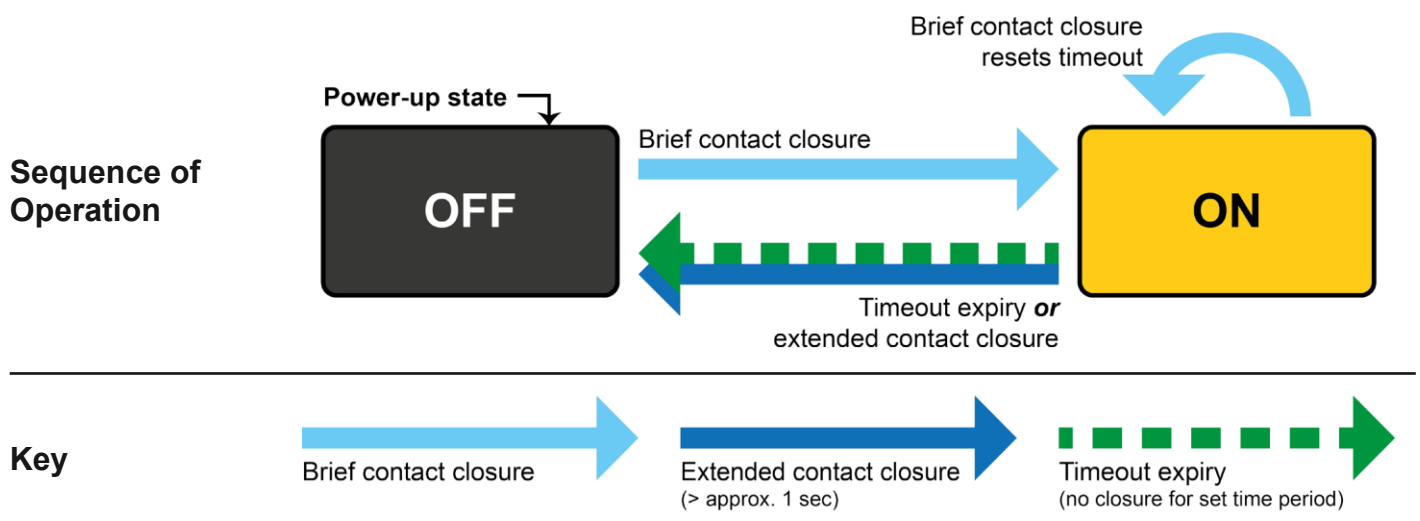 Brief contact closure
resets timeout
Power-up state
Brief contact closure
Sequence of
Operation
OFF
ON
Timeout expiry or
extended contact closure
Key
Brief contact closure
Extended contact closure
(> approx. 1 sec)
Timeout expiry
(no closure for set time period)